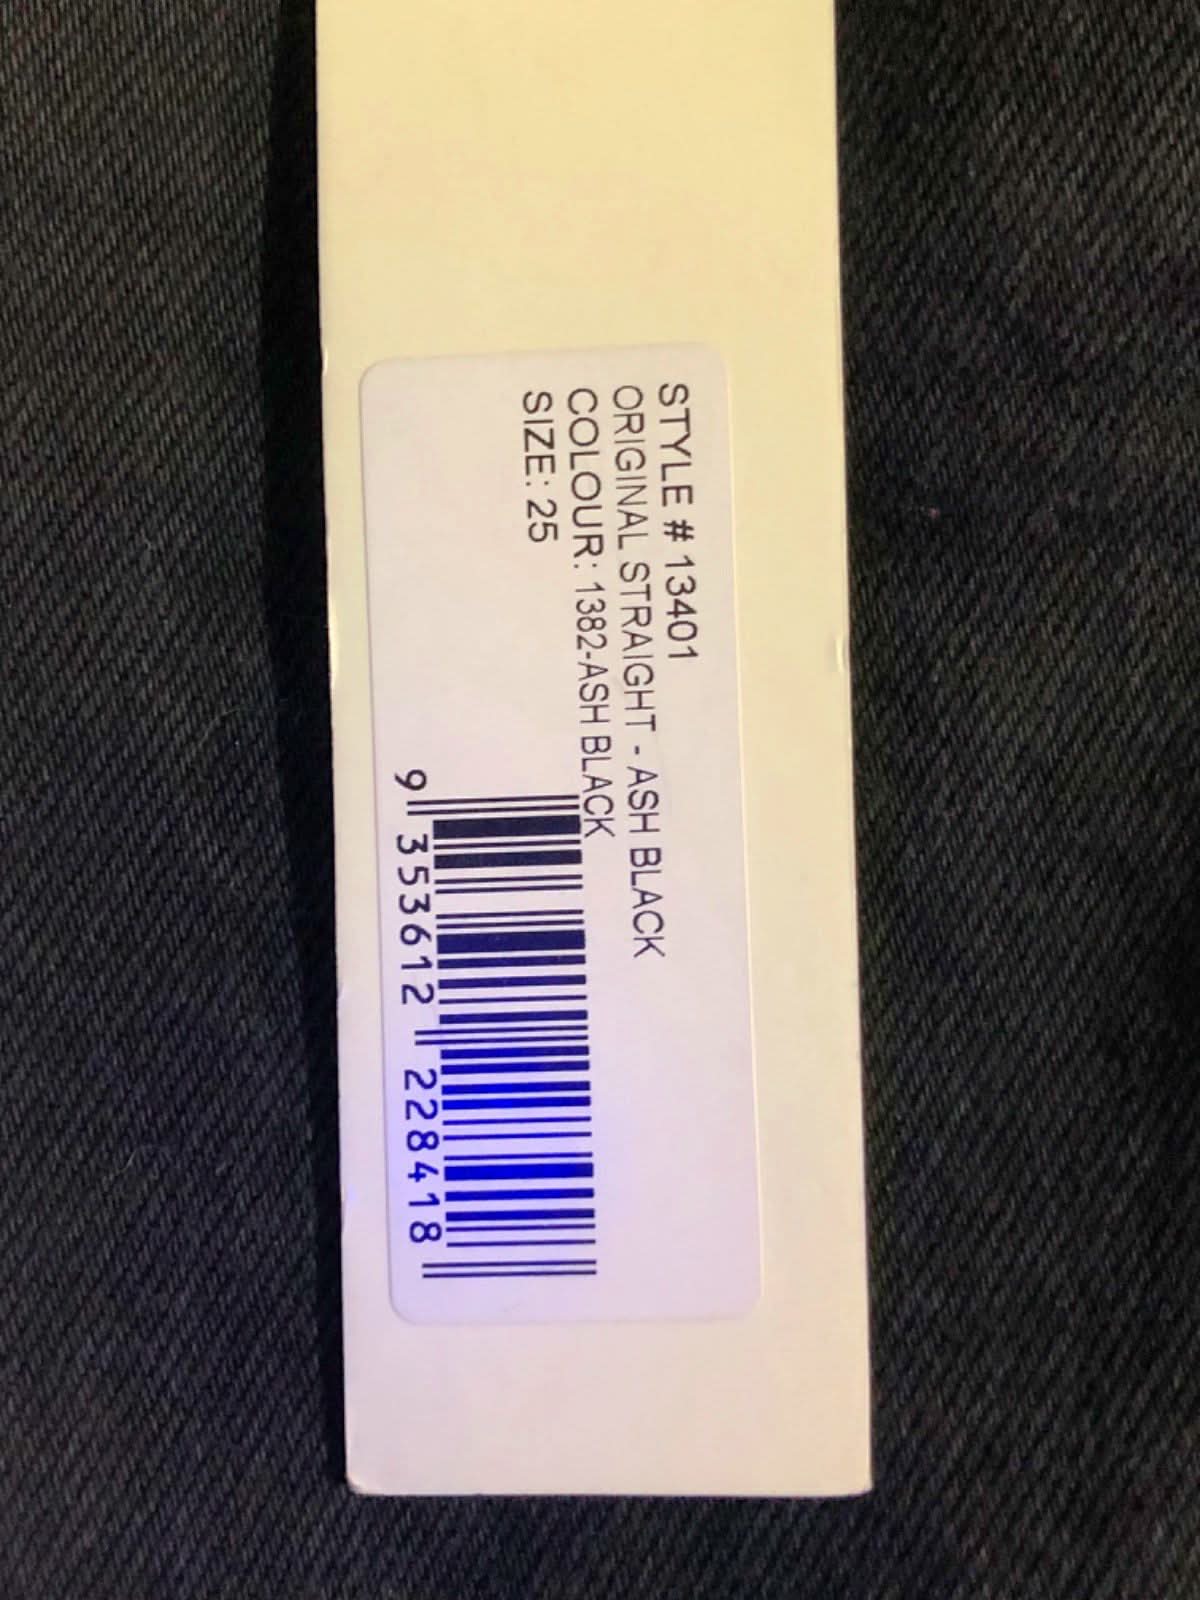 STYLE # 13401
ORIGINAL STRAIGHT - ASH BLACK
COLOUR: 1382-ASH BLACK
SIZE: 25
9 353612 228418